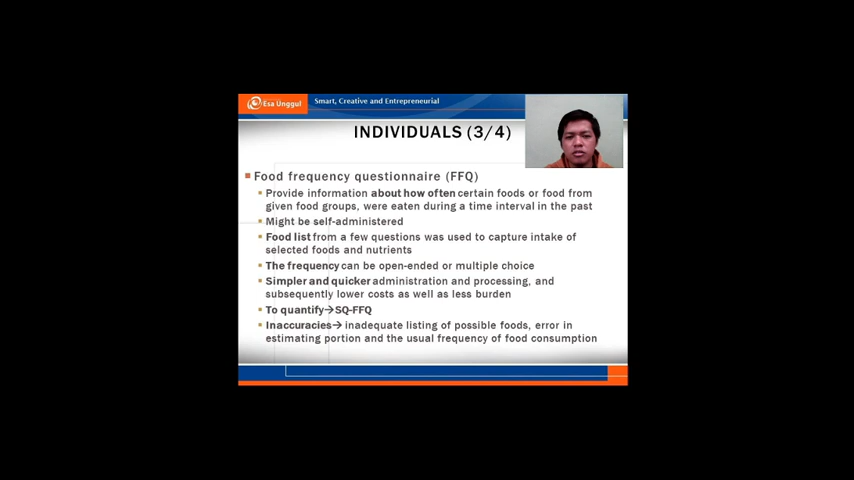 Esa Unggul
Smart, Creative and Entrepreneurial
INDIVIDUALS (3/4)
Food frequency questionnaire (FFQ)
Provide information about how often certain foods or food from
given food groups, were eaten during a time interval in the past
Might be self-administered
Food list from a few questions was used to capture intake of
selected foods and nutrients
The frequency can be open-ended or multiple choice
Simpler and quicker administration and processing, and
subsequently lower costs as well as less burden
To quantify→SQ-FFQ
Inaccuracies→ inadequate listing of possible foods, error in
estimating portion and the usual frequency of food consumption